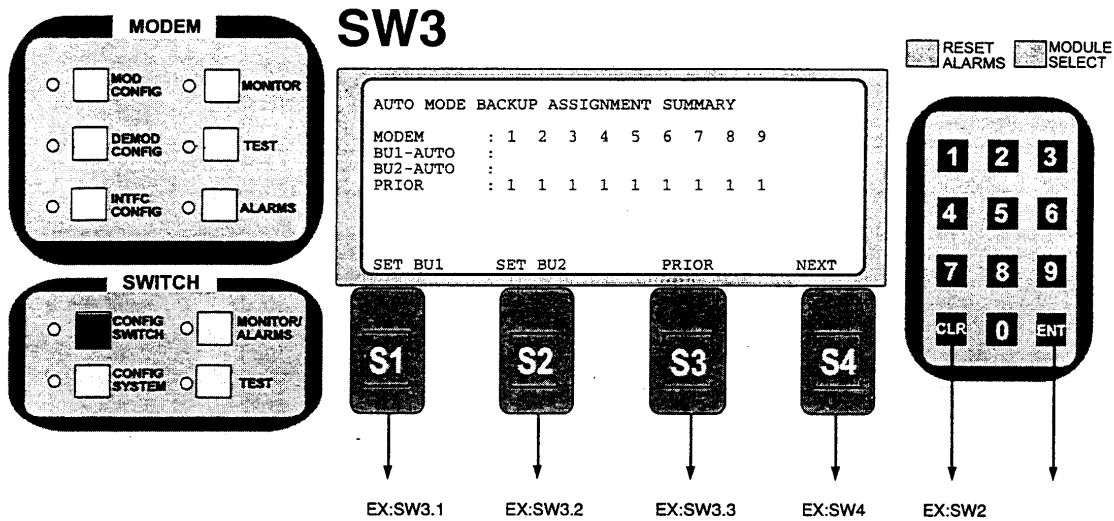 SW3
MODEM
MOD CONFIG
MONITOR
DEMOD CONFIG
TEST
INTFC CONFIG
ALARMS
SWITCH
CONFIG SWITCH
MONITOR/ ALARMS
CONFIG SYSTEM
TEST
AUTO MODE BACKUP ASSIGNMENT SUMMARY
MODEM : 1 2 3 4 5 6 7 8 9
BU1-AUTO :
BU2-AUTO :
PRIOR : 1 1 1 1 1 1 1 1 1
SET BU1 SET BU2 PRIOR NEXT
S1 S2 S3 S4
RESET ALARMS
MODULE SELECT
1 2 3
4 5 6
7 8 9
CLR 0 ENT
EX:SW3.1 EX:SW3.2 EX:SW3.3 EX:SW4 EX:SW2